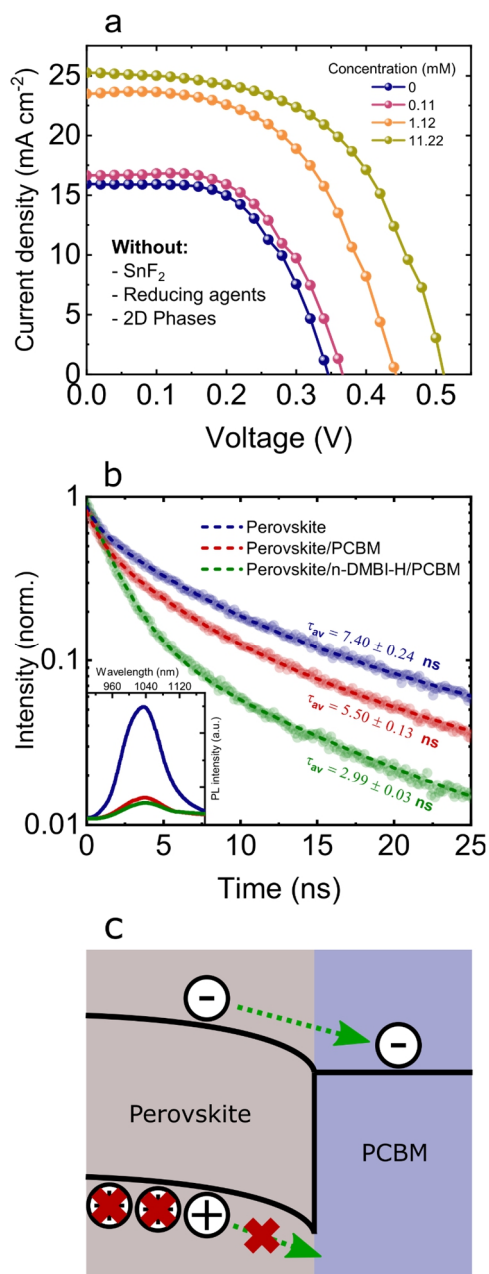 a
Current density (mA cm⁻²)
25
20
15
10
5
0
Concentration (mM)
0
0.11
1.12
11.22
Without:
- SnF₂
- Reducing agents
- 2D Phases
0.0 0.1 0.2 0.3 0.4 0.5
Voltage (V)
b
Intensity (norm.)
1
0.1
0.01
Perovskite
Perovskite/PCBM
Perovskite/n-DMBI-H/PCBM
τav = 7.40 ± 0.24 ns
τav = 5.50 ± 0.13 ns
τav = 2.99 ± 0.03 ns
Wavelength (nm)
960 1040 1120
PL intensity (a.u.)
0 5 10 15 20 25
Time (ns)
c
-
-
Perovskite
PCBM
+